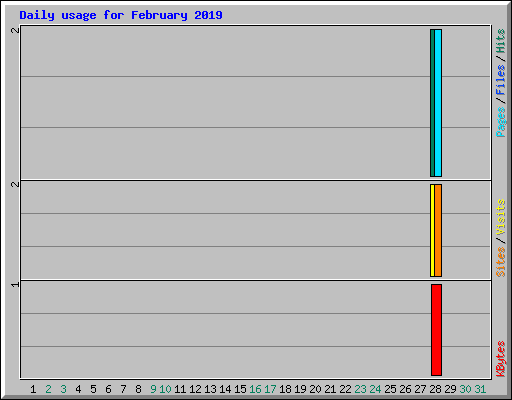 Daily usage for February 2019
2
2
1
Pages/Files/Hits
Sites/Visits
KBytes
1 2 3 4 5 6 7 8 9 10 11 12 13 14 15 16 17 18 19 20 21 22 23 24 25 26 27 28 29 30 31